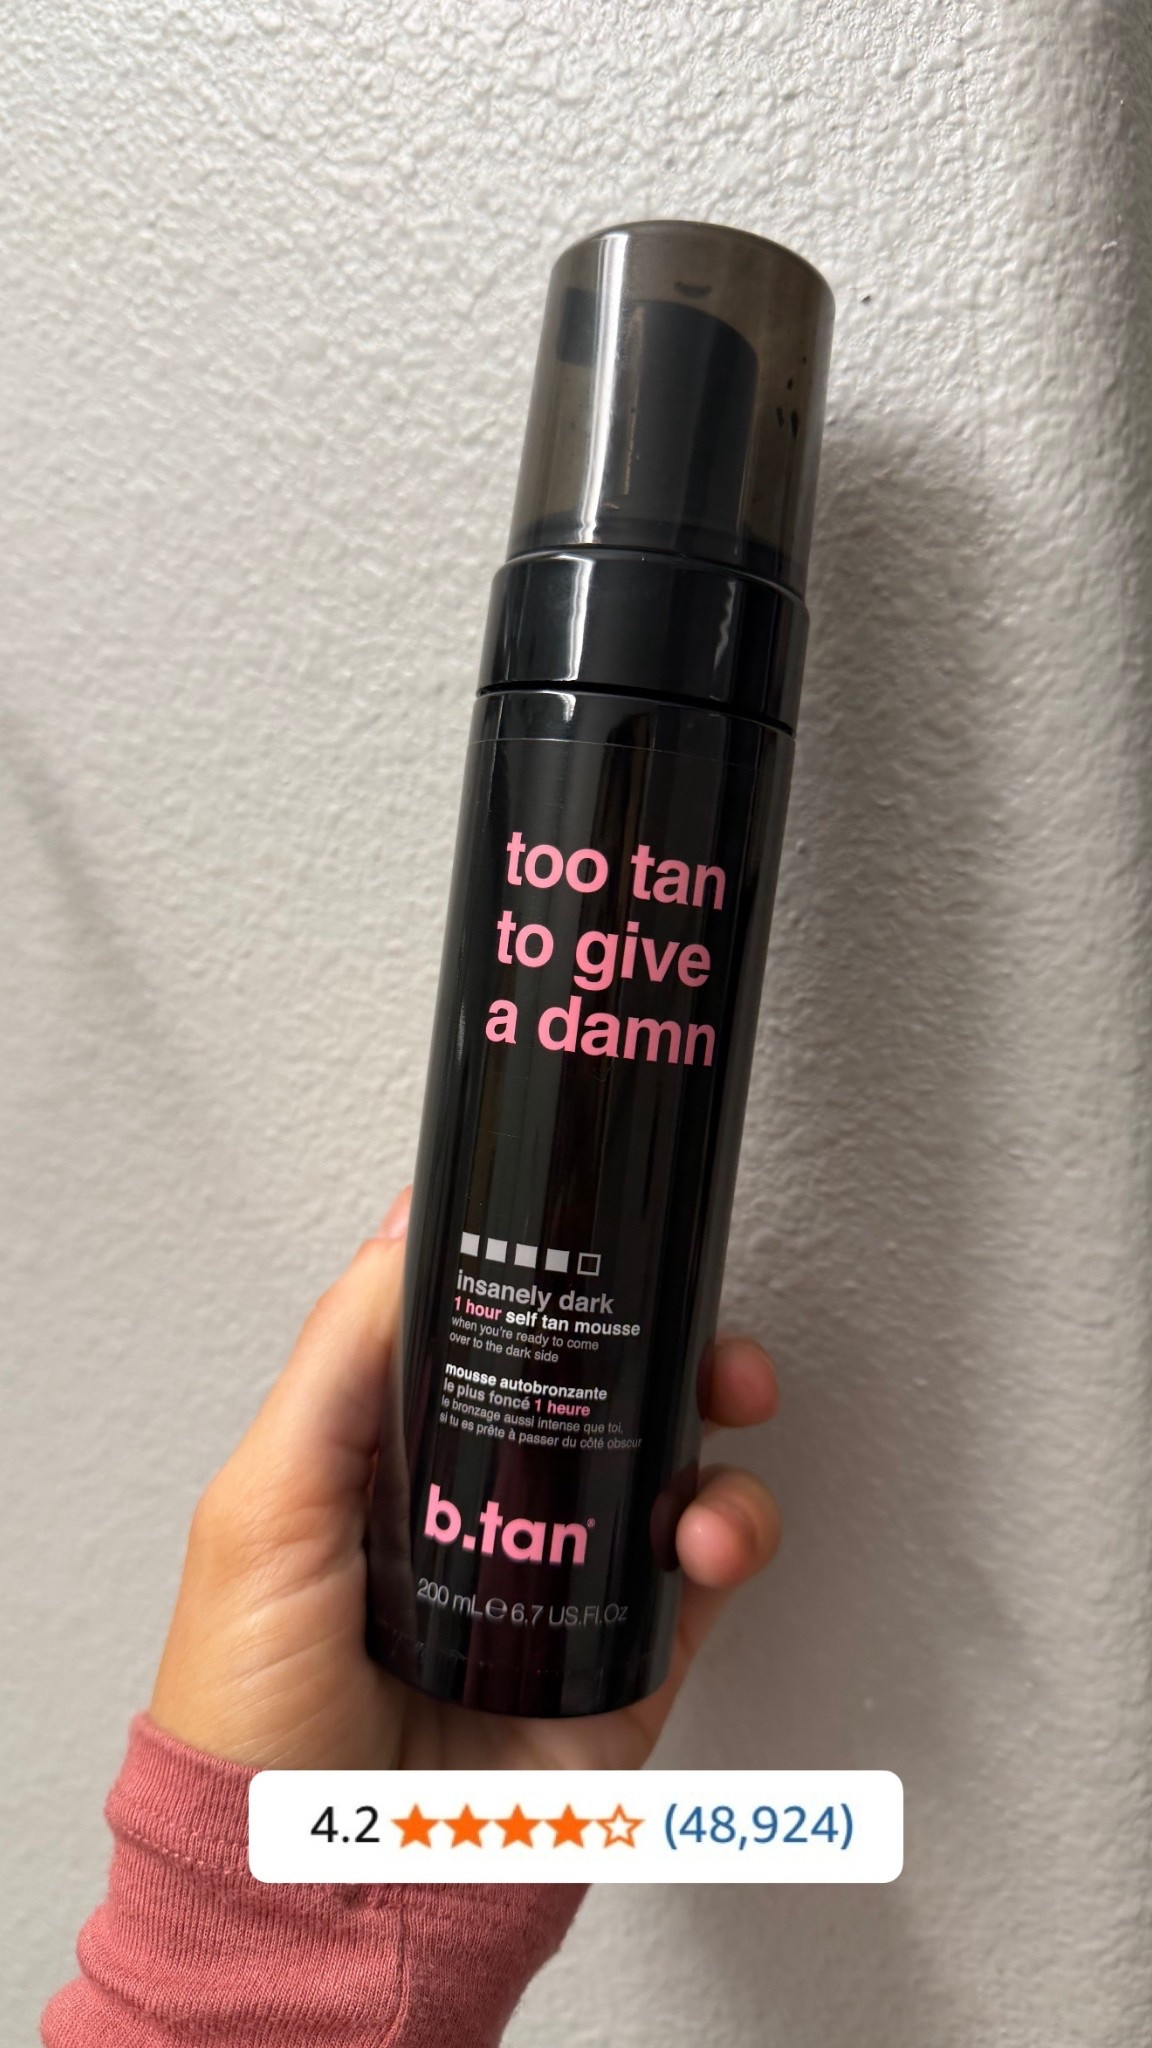 too tan
to give
a damn
insanely dark
1 hour self tan mousse
when you're ready to come
over to the dark side
mousse autobronzante
le plus foncé 1 heure
le bronzage aussi intense que toi,
si tu es prête à passer du côté obscur
b.tan®
200 mL℮6.7 US.Fl.Oz
4.2 (48,924)